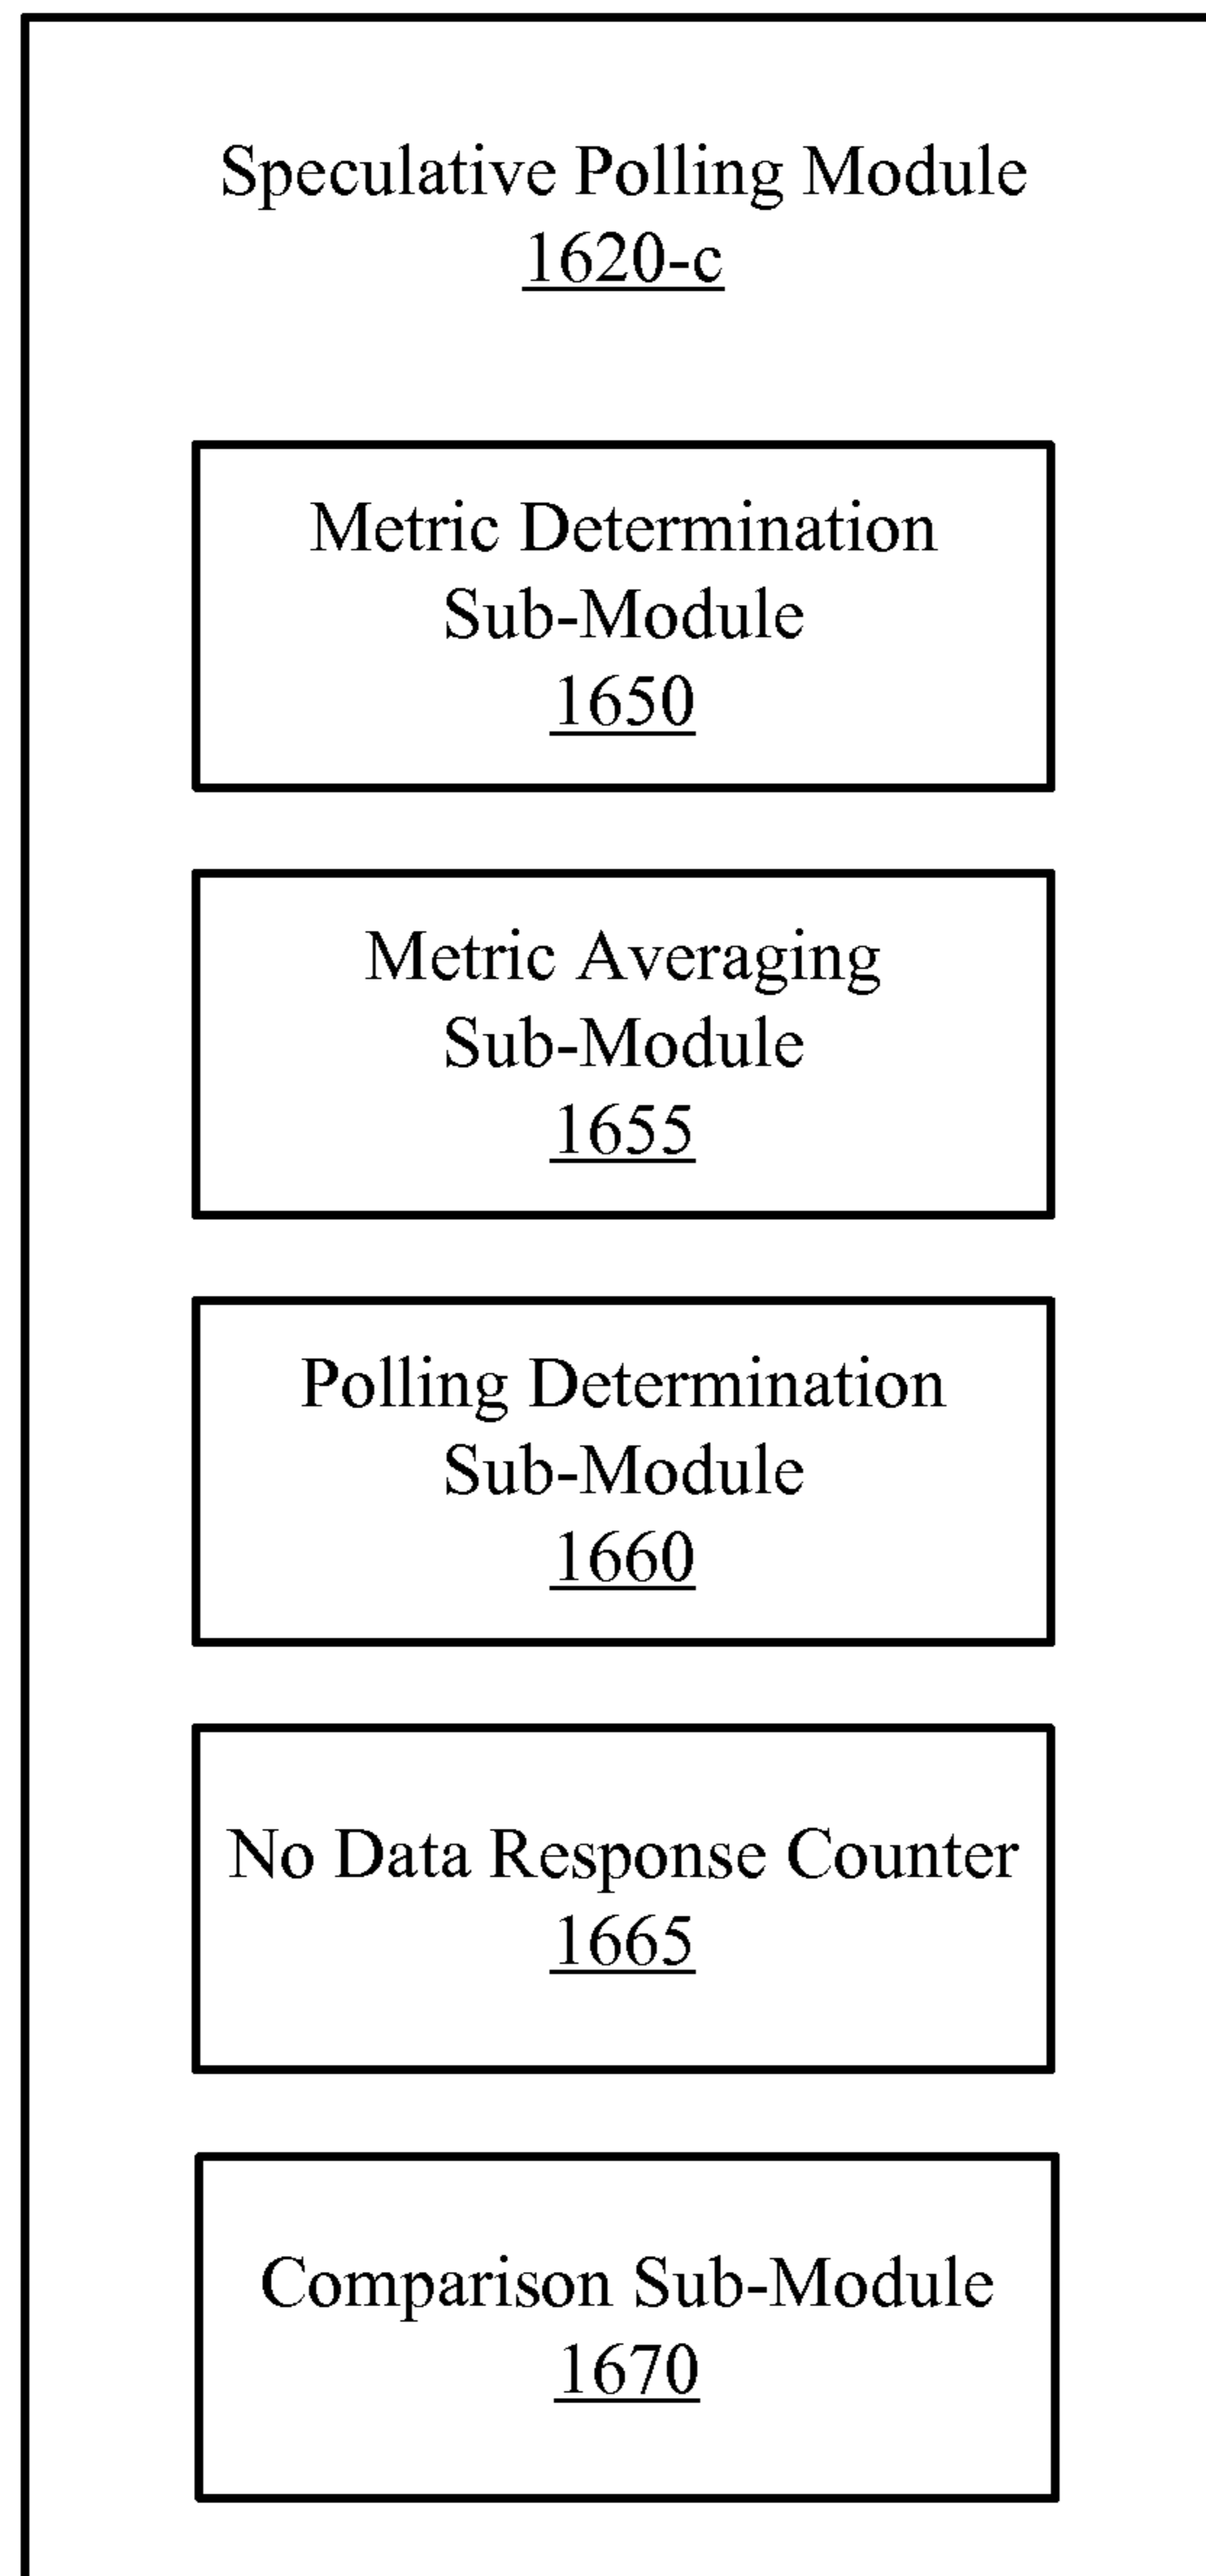 Speculative Polling Module
1620-c
Metric Determination
Sub-Module
1650
Metric Averaging
Sub-Module
1655
Polling Determination
Sub-Module
1660
No Data Response Counter
1665
Comparison Sub-Module
1670